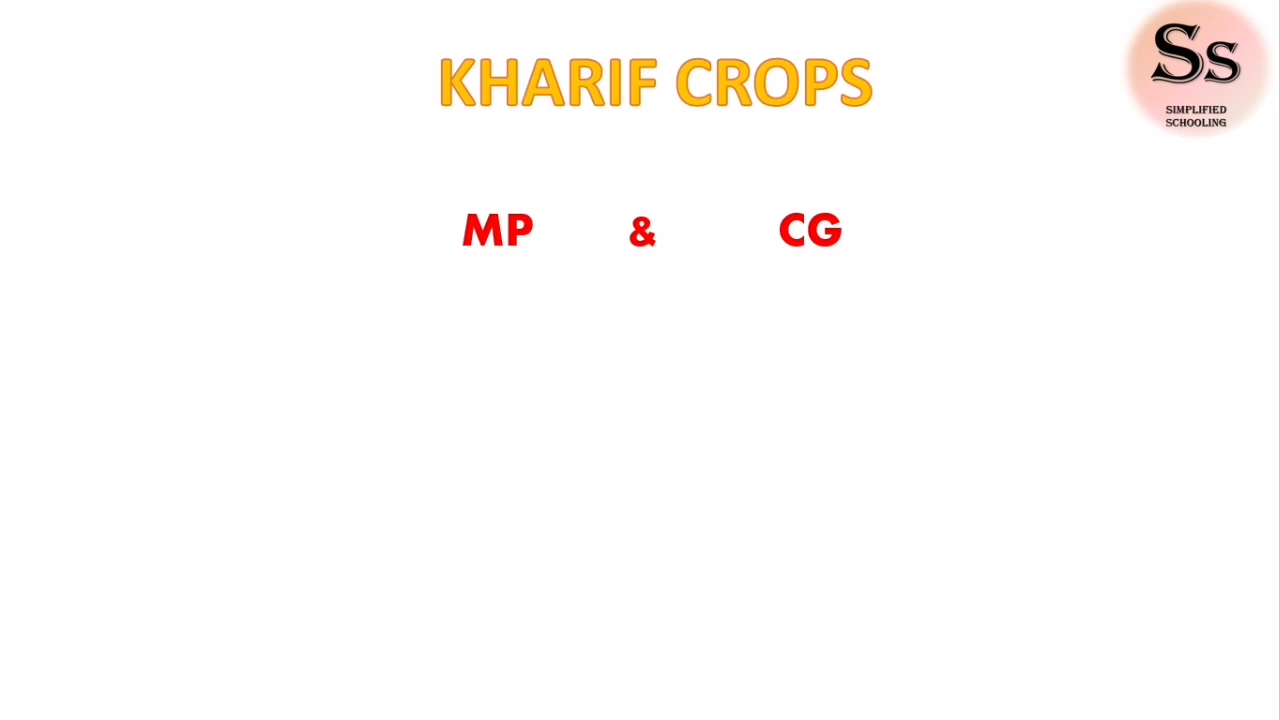 KHARIF CROPS
Ss
SIMPLIFIED
SCHOOLING
MP & CG